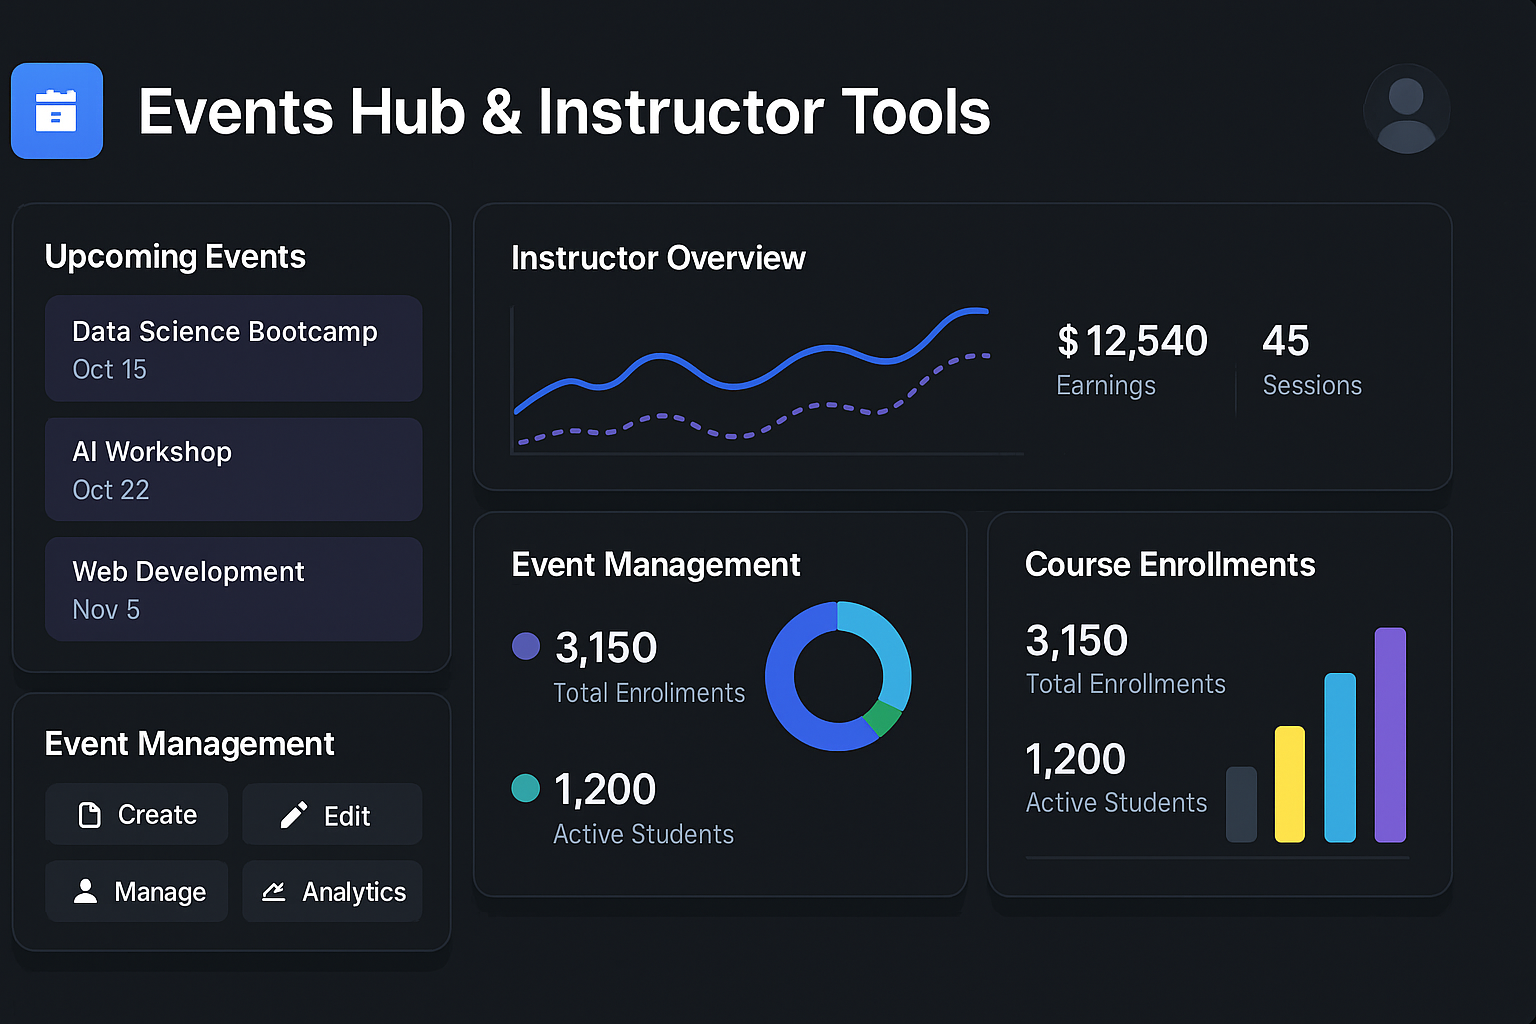 Events Hub & Instructor Tools
Upcoming Events
Data Science Bootcamp
Oct 15
AI Workshop
Oct 22
Web Development
Nov 5
Event Management
Create
Edit
Manage
Analytics
Instructor Overview
$12,540
Earnings
45
Sessions
Event Management
3,150
Total Enroliments
1,200
Active Students
Course Enrollments
3,150
Total Enrollments
1,200
Active Students